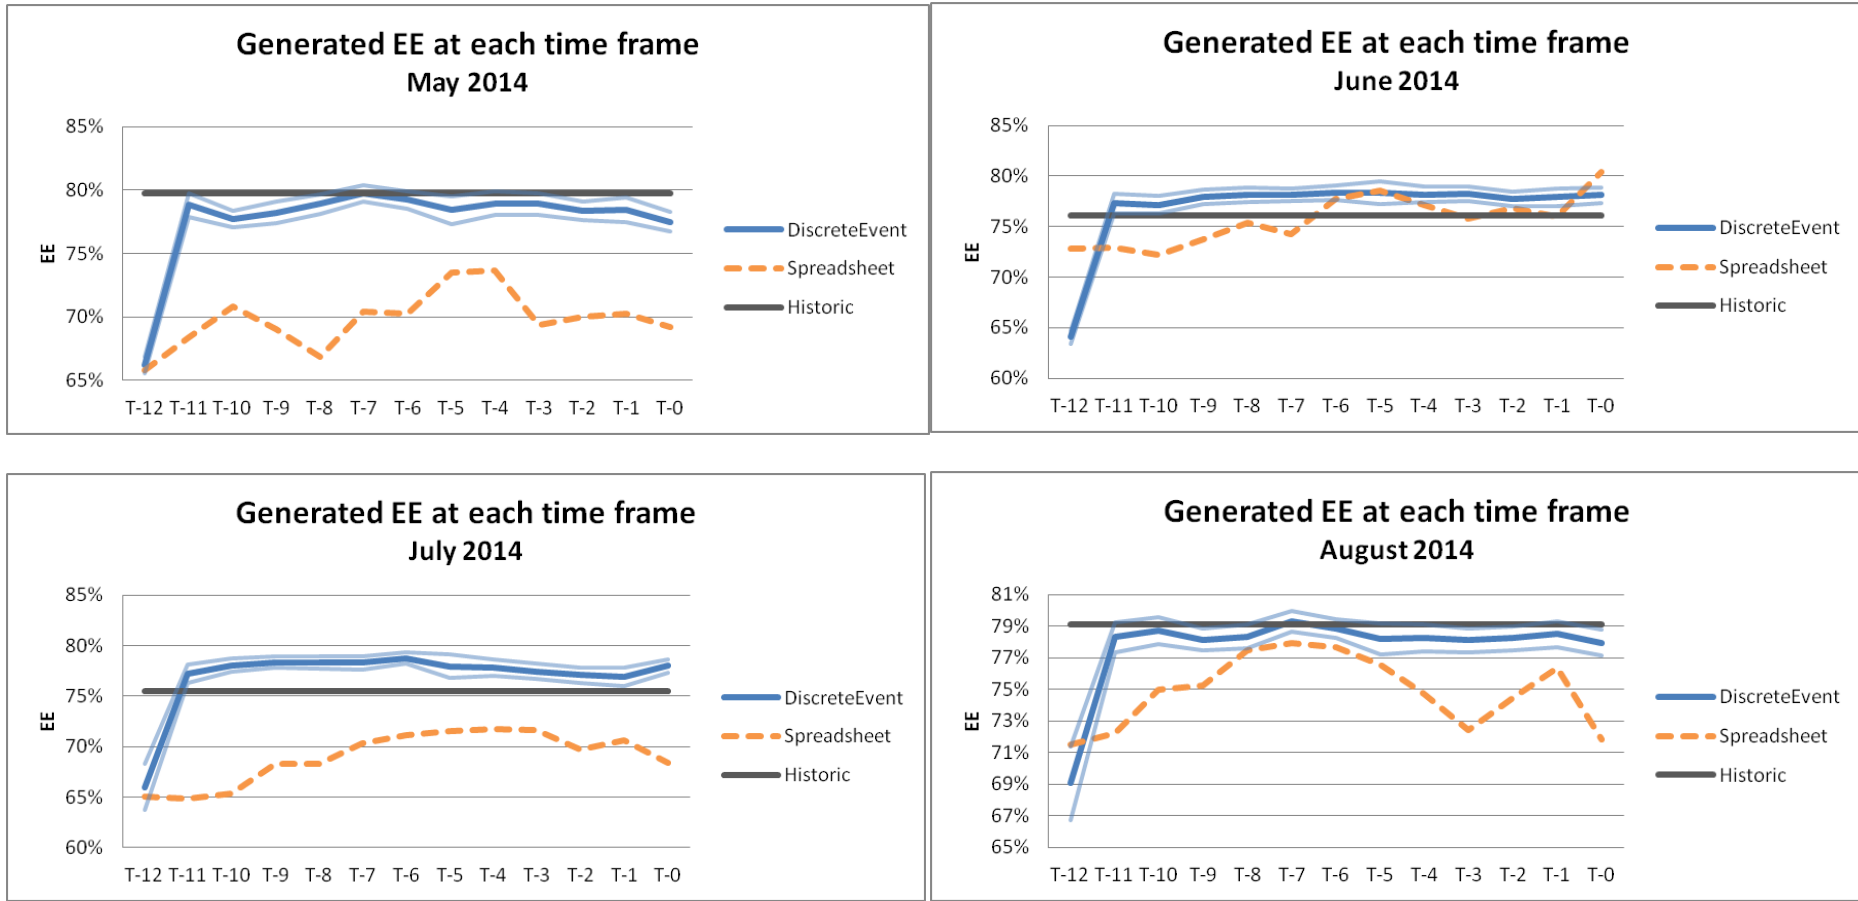 Generated EE at each time frame
May 2014
85%
80%
75%
70%
65%
EE
T-12 T-11 T-10 T-9 T-8 T-7 T-6 T-5 T-4 T-3 T-2 T-1 T-0
DiscreteEvent
Spreadsheet
Historic
Generated EE at each time frame
June 2014
85%
80%
75%
70%
65%
60%
EE
T-12 T-11 T-10 T-9 T-8 T-7 T-6 T-5 T-4 T-3 T-2 T-1 T-0
DiscreteEvent
Spreadsheet
Historic
Generated EE at each time frame
July 2014
85%
80%
75%
70%
65%
60%
EE
T-12 T-11 T-10 T-9 T-8 T-7 T-6 T-5 T-4 T-3 T-2 T-1 T-0
DiscreteEvent
Spreadsheet
Historic
Generated EE at each time frame
August 2014
81%
79%
77%
75%
73%
71%
69%
67%
65%
EE
T-12 T-11 T-10 T-9 T-8 T-7 T-6 T-5 T-4 T-3 T-2 T-1 T-0
DiscreteEvent
Spreadsheet
Historic